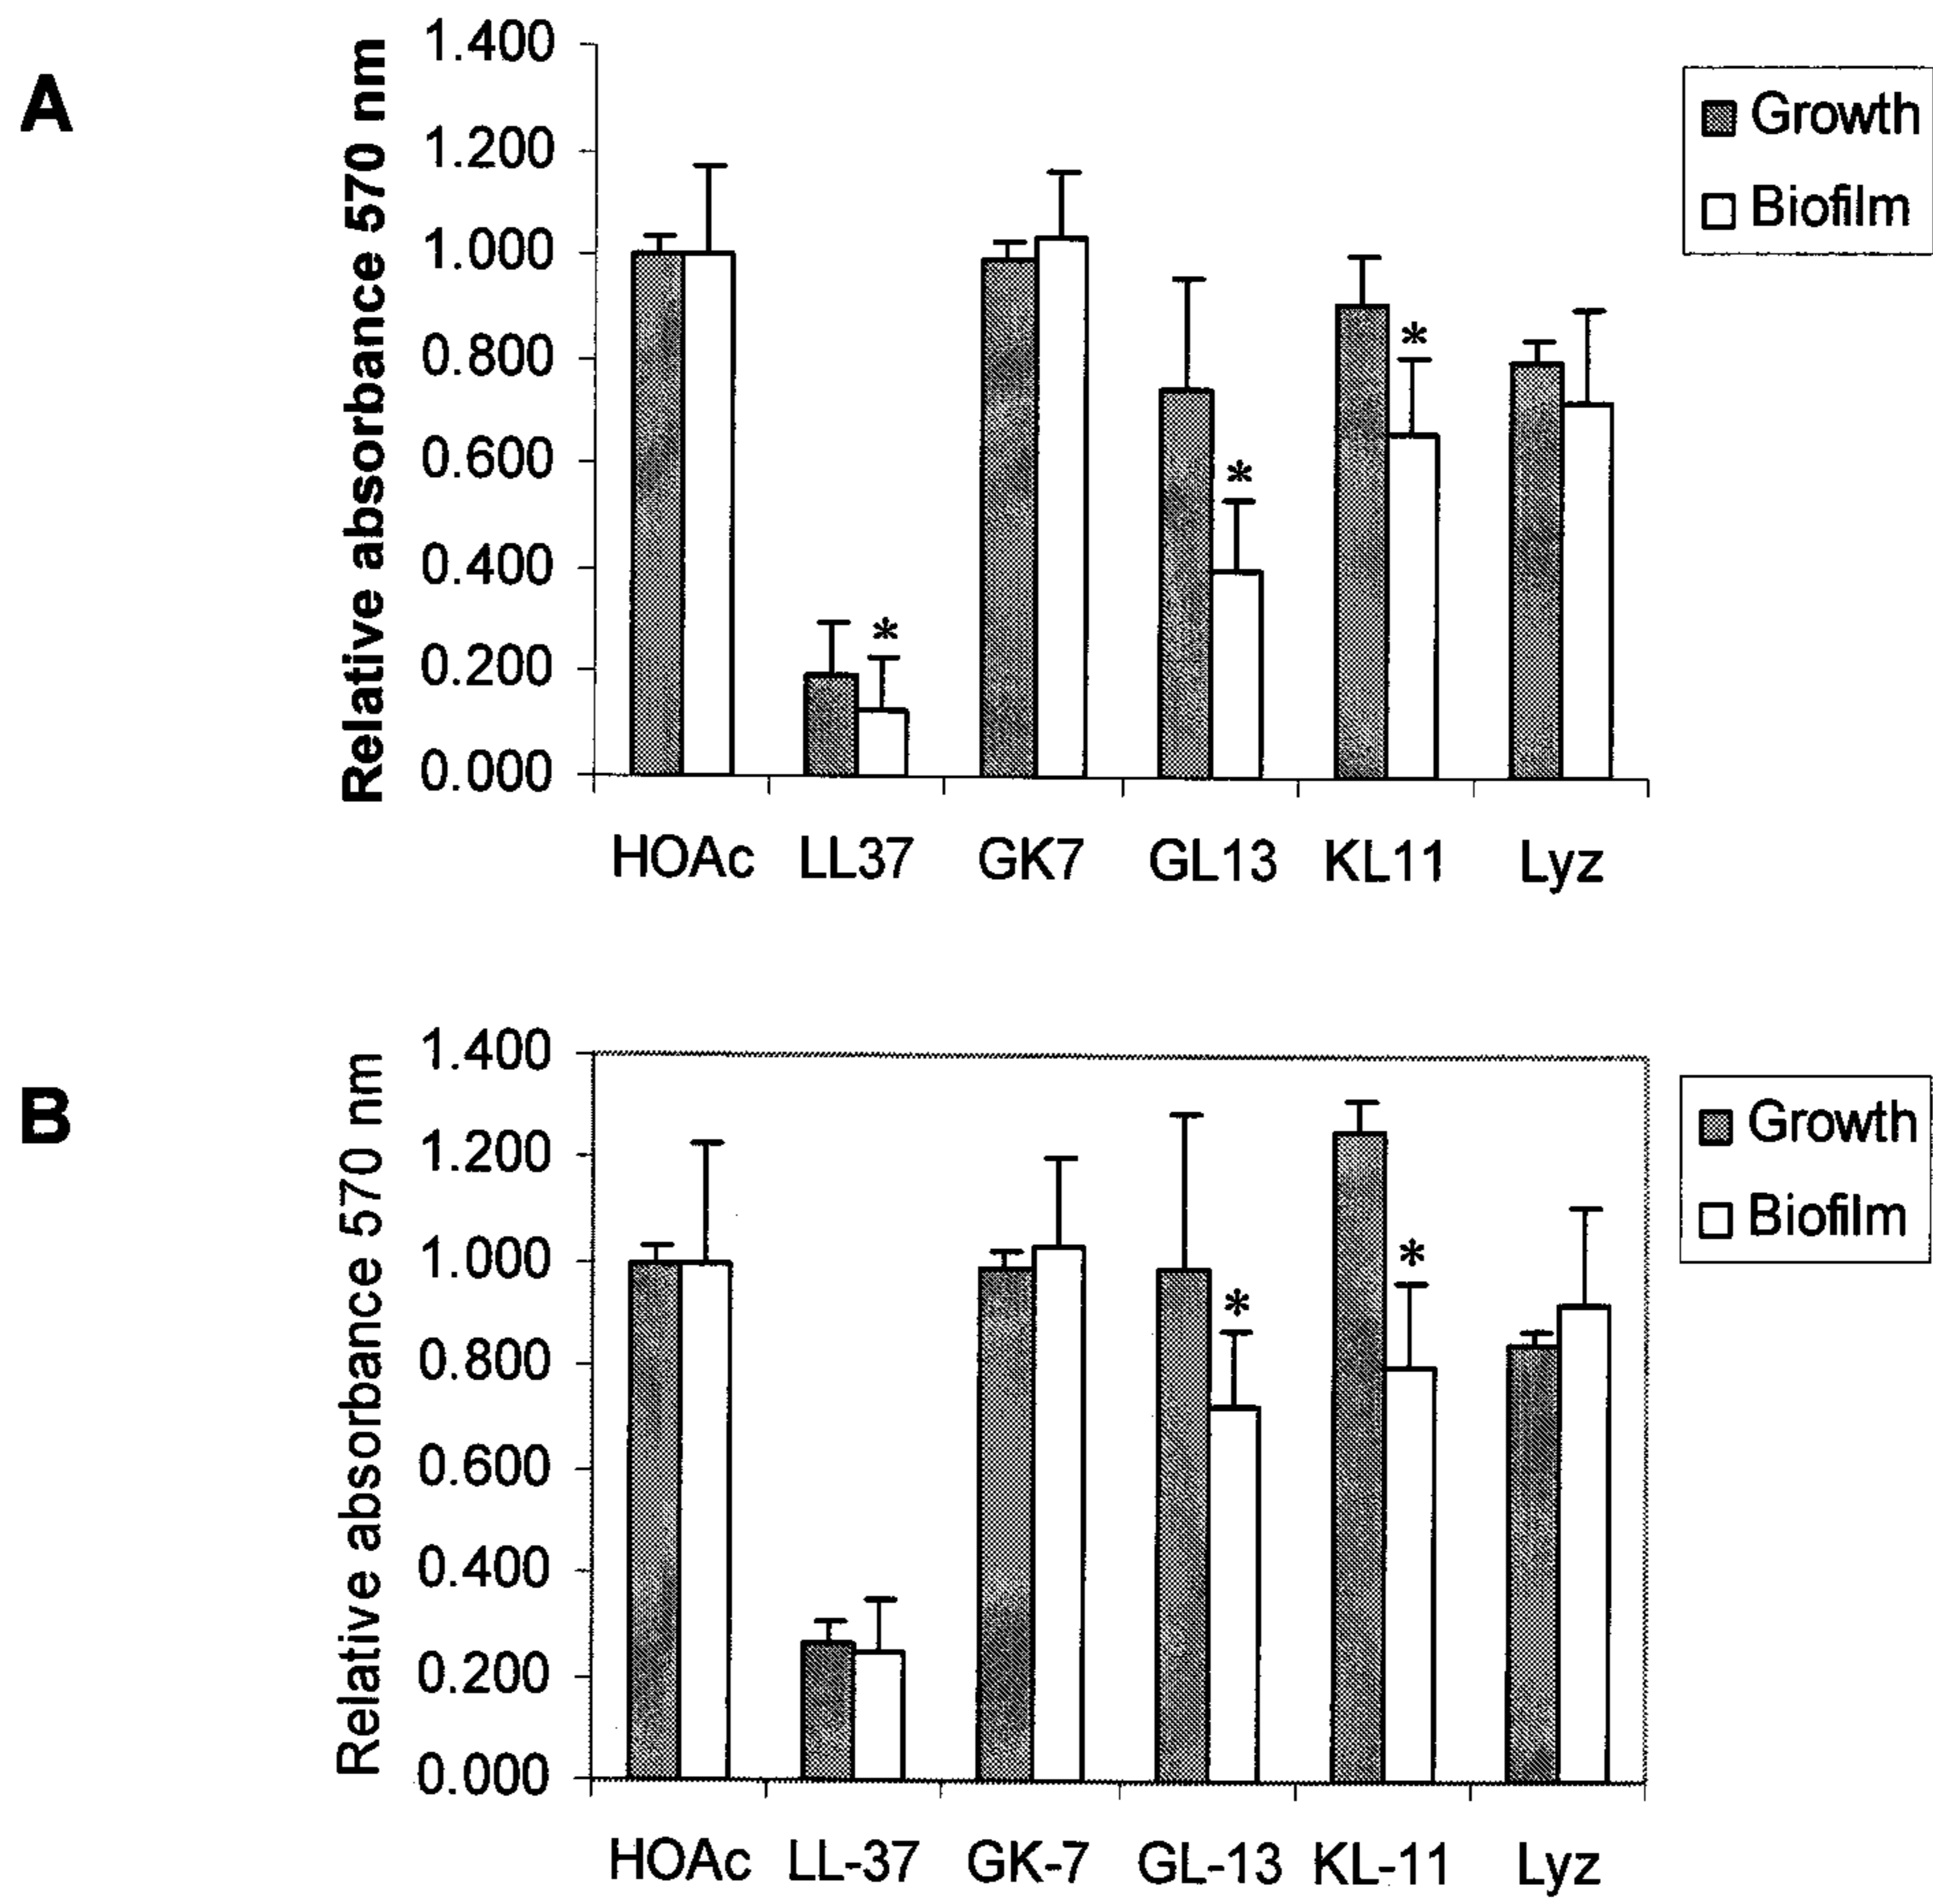 A
Relative absorbance 570 nm
1.400
1.200
1.000
0.800
0.600
0.400
0.200
0.000
*
*
*
HOAc LL37 GK7 GL13 KL11 Lyz
Growth
Biofilm
B
Relative absorbance 570 nm
1.400
1.200
1.000
0.800
0.600
0.400
0.200
0.000
*
*
HOAc LL-37 GK-7 GL-13 KL-11 Lyz
Growth
Biofilm